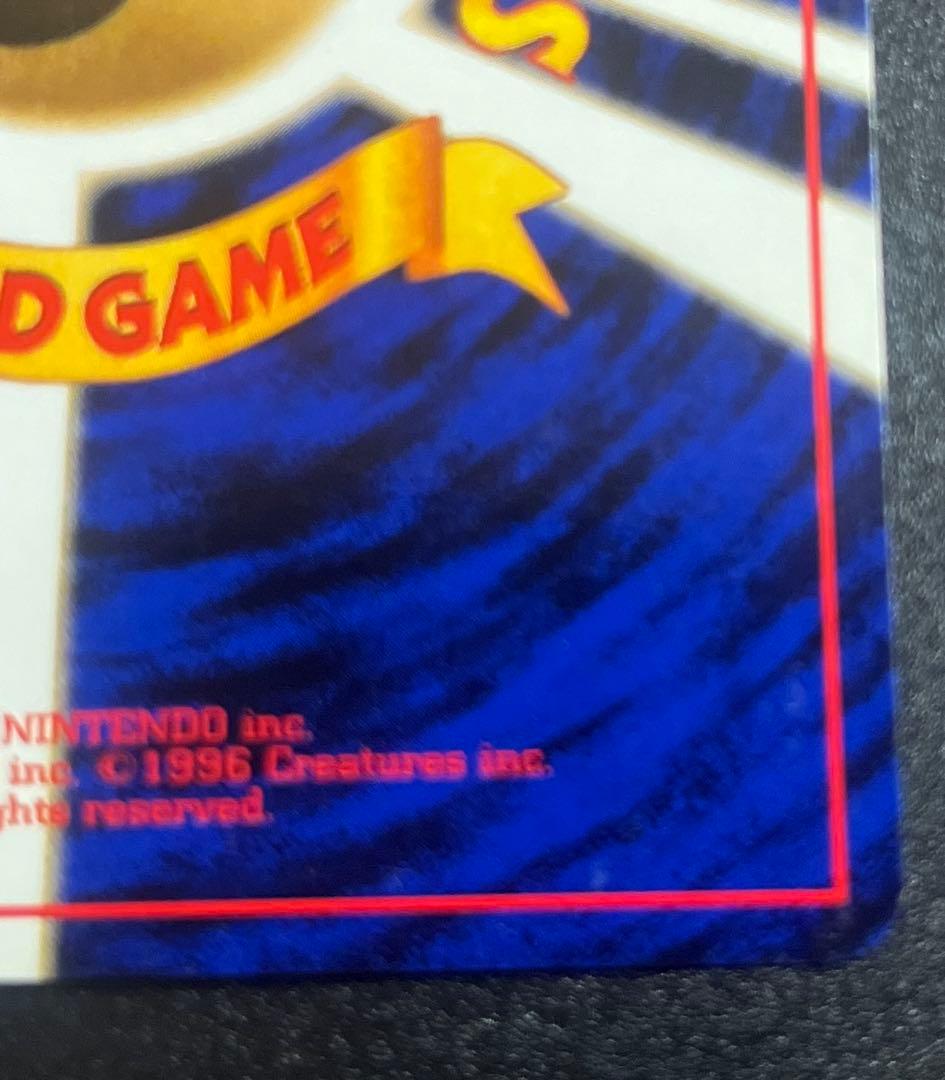 S
D GAME
NINTENDO inc.
inc. ©1996 Creatures inc.
ghts reserved.